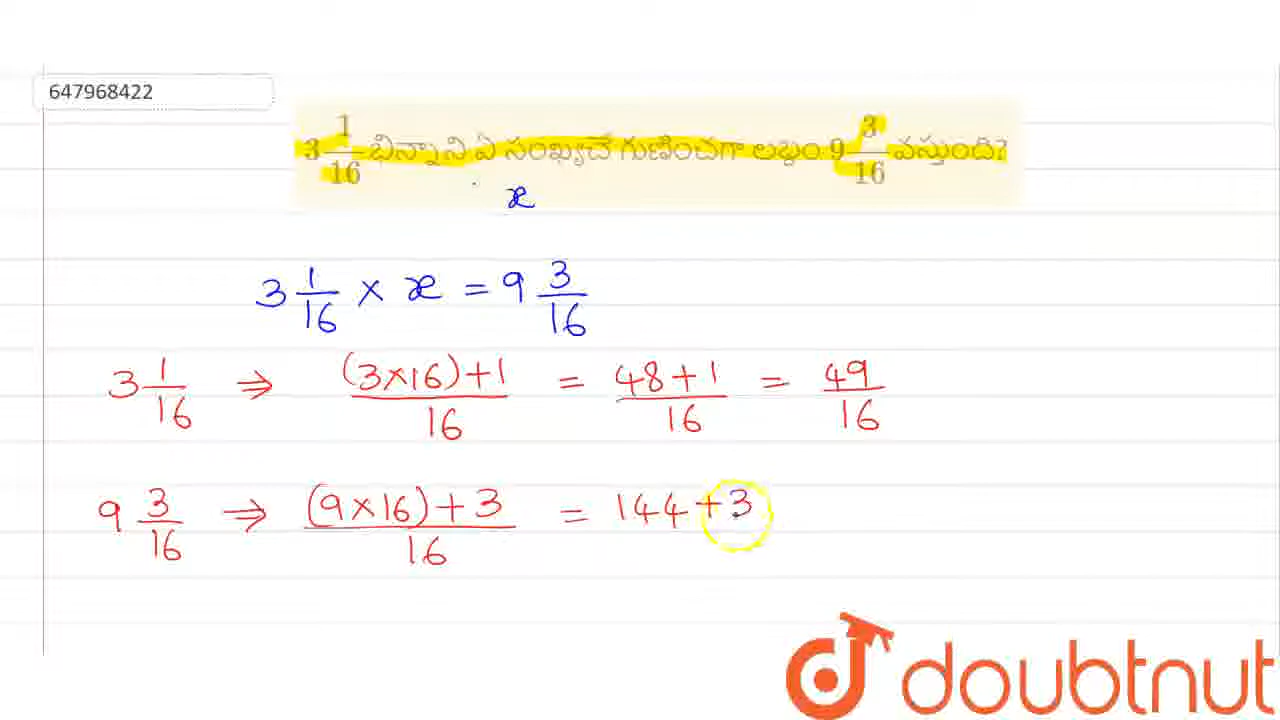 647968422
3 1/16 భిన్నాన్ని ఏ సంఖ్యచే గుణించగా లబ్దం 9 3/16 వస్తుంది?
x
3 1/16 × x = 9 3/16
3 1/16 ⇒ (3×16)+1/16 = 48+1/16 = 49/16
9 3/16 ⇒ (9×16)+3/16 = 144+3
doubtnut